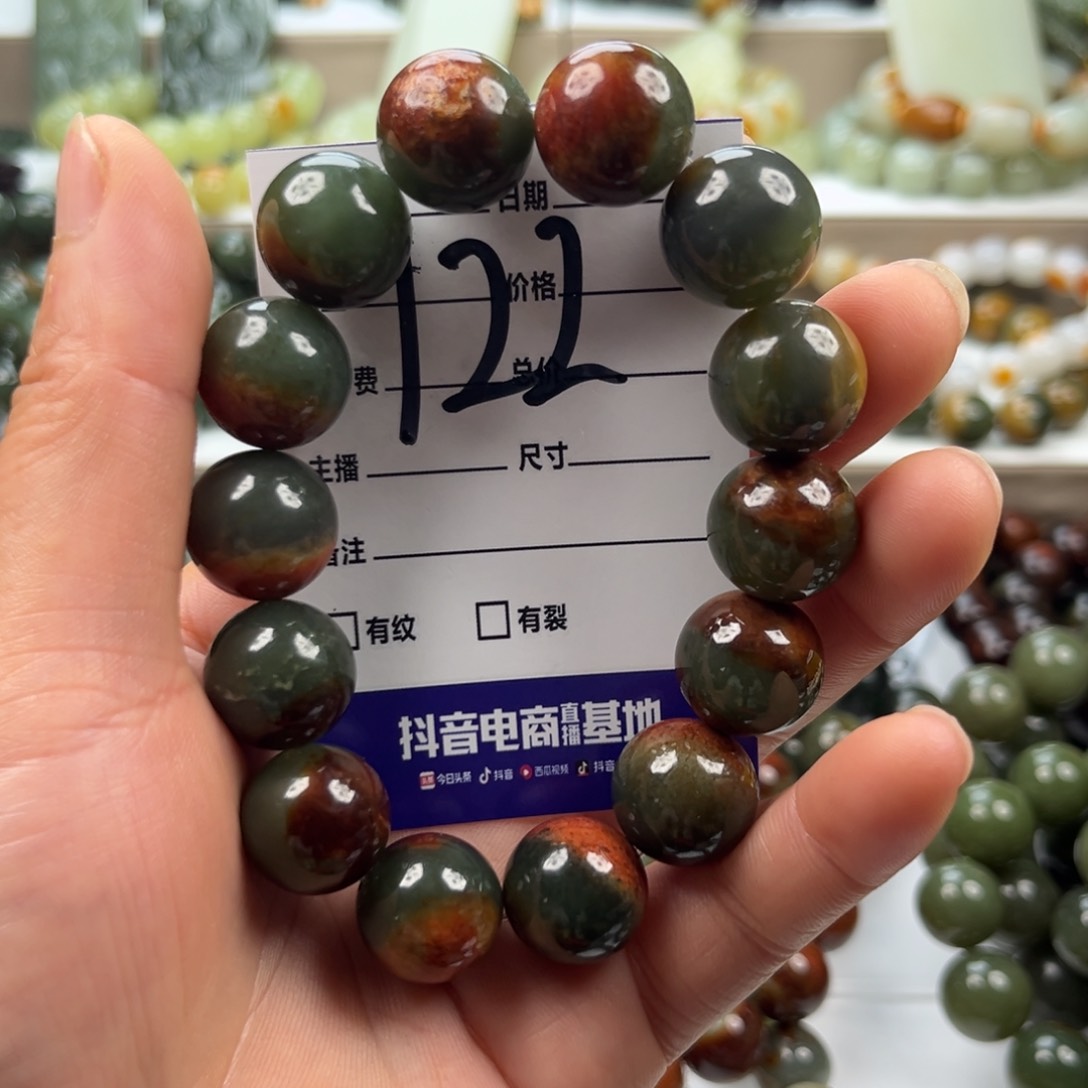 日期
122
价格
费
总价
主播
尺寸
备注
□有纹 □有裂
抖音电商直播基地
今日头条 抖音 西瓜视频 抖音